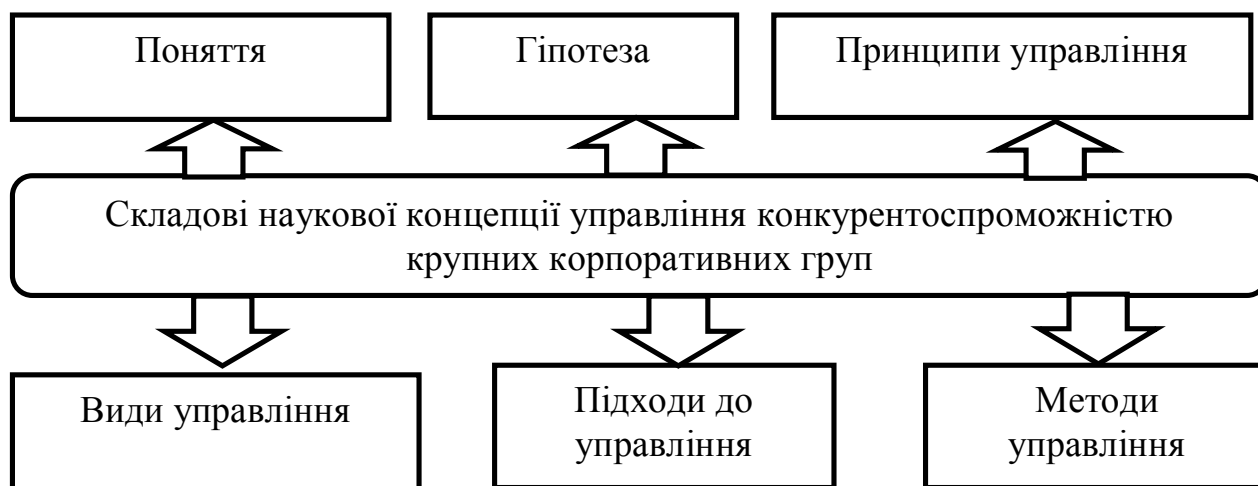 Поняття
Гіпотеза
Принципи управління
Складові наукової концепції управління конкурентоспроможністю
крупних корпоративних груп
Види управління
Підходи до
управління
Методи
управління